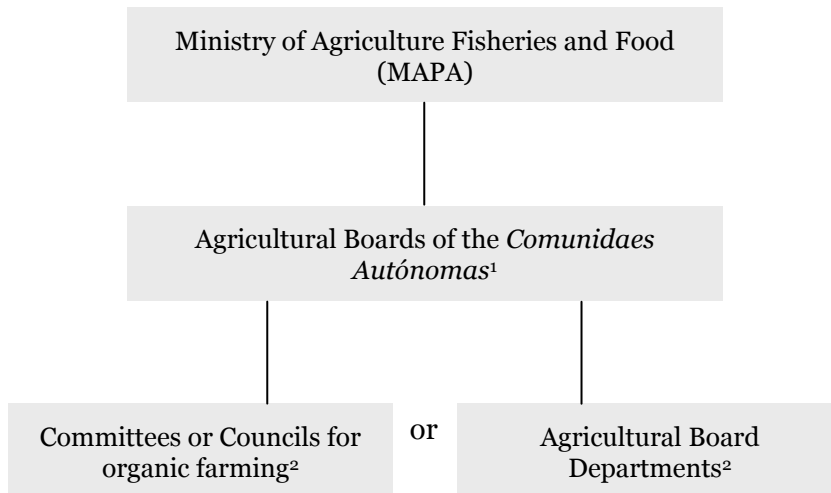 Ministry of Agriculture Fisheries and Food
(MAPA)
Agricultural Boards of the Comunidaes
Autónomas¹
Committees or Councils for
organic farming²
or
Agricultural Board
Departments²